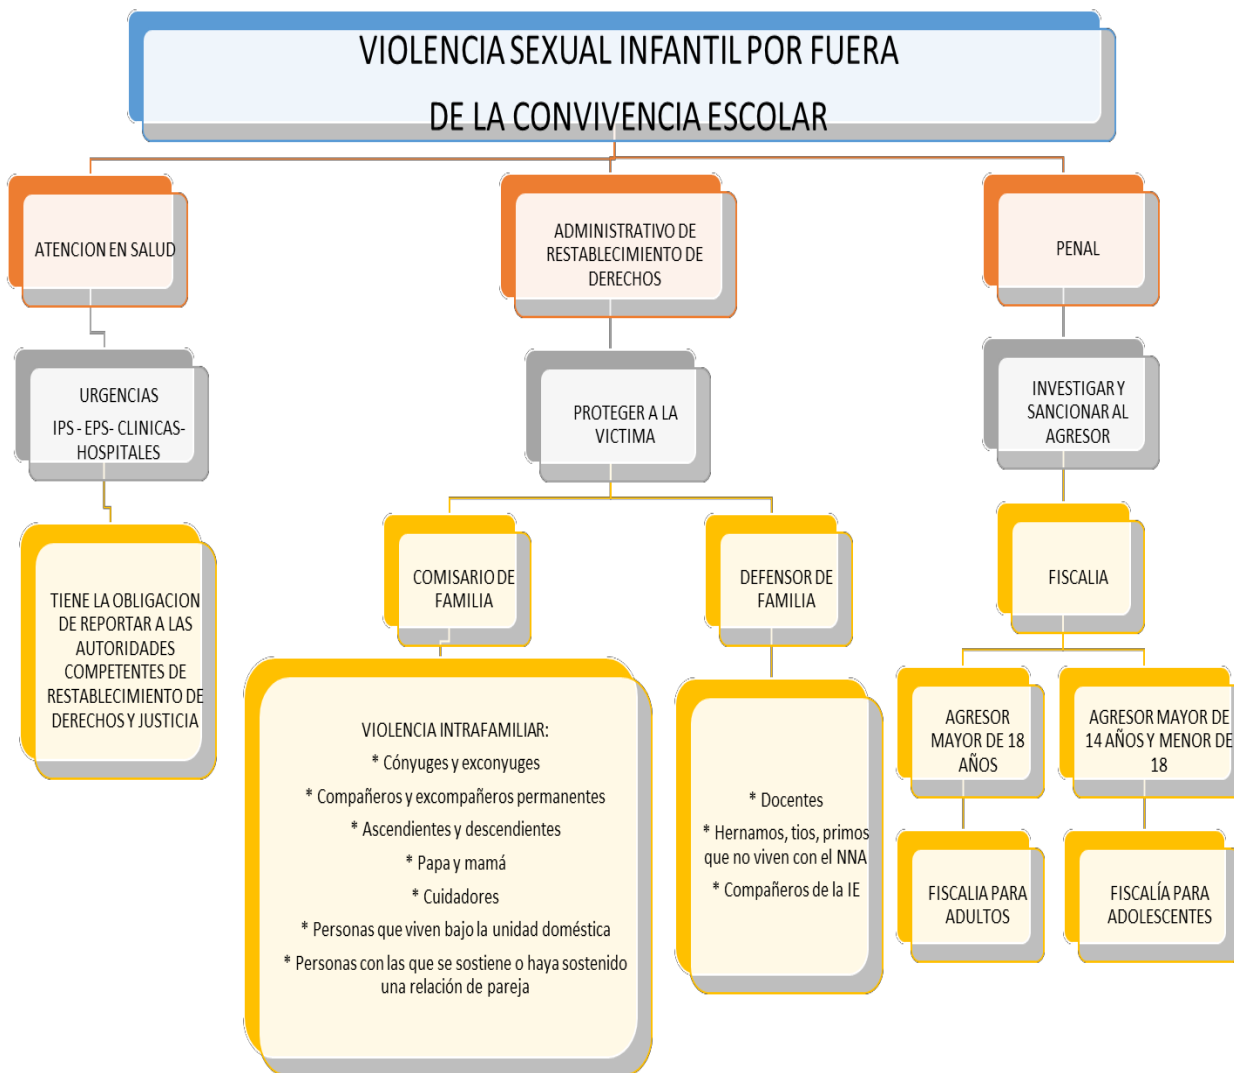 VIOLENCIA SEXUAL INFANTIL POR FUERA
DE LA CONVIVENCIA ESCOLAR
ATENCION EN SALUD
ADMINISTRATIVO DE
RESTABLECIMIENTO DE
DERECHOS
PENAL
URGENCIAS
IPS - EPS- CLINICAS-
HOSPITALES
PROTEGER A LA
VICTIMA
INVESTIGAR Y
SANCIONAR AL
AGRESOR
TIENE LA OBLIGACION
DE REPORTAR A LAS
AUTORIDADES
COMPETENTES DE
RESTABLECIMIENTO DE
DERECHOS Y JUSTICIA
COMISARIO DE
FAMILIA
DEFENSOR DE
FAMILIA
FISCALIA
VIOLENCIA INTRAFAMILIAR:
* Cónyuges y exconyuges
* Compañeros y excompañeros permanentes
* Ascendientes y descendientes
* Papa y mamá
* Cuidadores
* Personas que viven bajo la unidad doméstica
* Personas con las que se sostiene o haya sostenido
una relación de pareja
* Docentes
* Hernamos, tios, primos
que no viven con el NNA
* Compañeros de la IE
AGRESOR
MAYOR DE 18
AÑOS
AGRESOR MAYOR DE
14 AÑOS Y MENOR DE
18
FISCALIA PARA
ADULTOS
FISCALÍA PARA
ADOLESCENTES